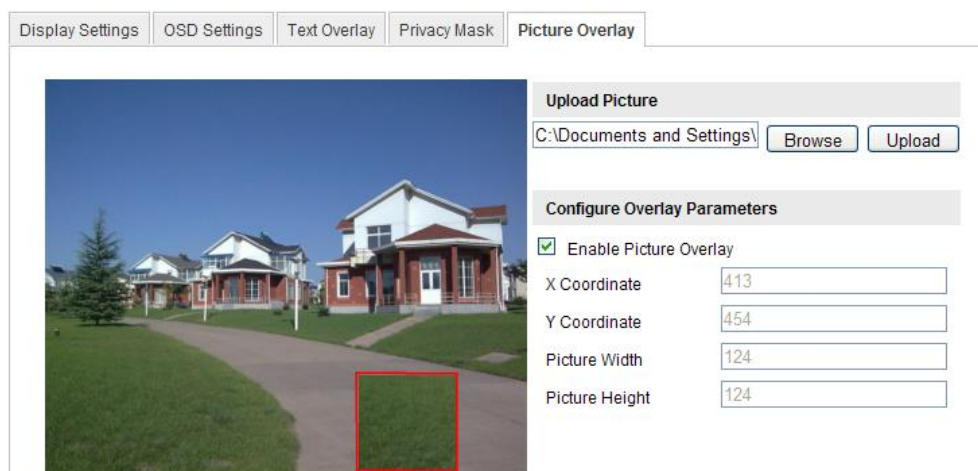 Display Settings
OSD Settings
Text Overlay
Privacy Mask
Picture Overlay
Upload Picture
C:\Documents and Settings\
Browse
Upload
Configure Overlay Parameters
Enable Picture Overlay
X Coordinate
413
Y Coordinate
454
Picture Width
124
Picture Height
124